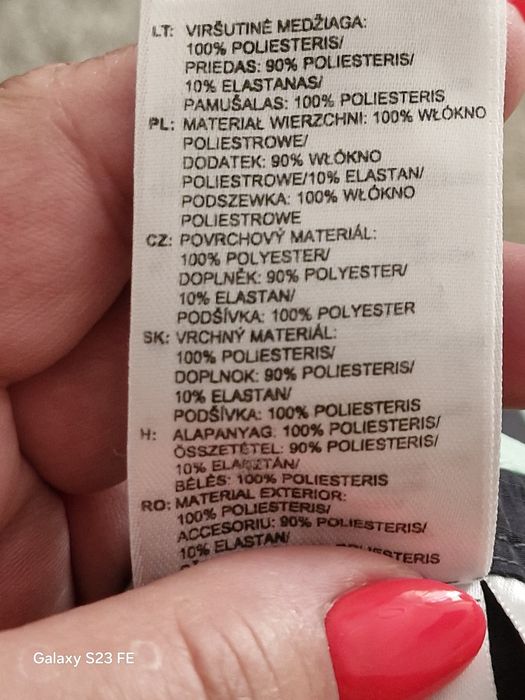 LT: VIRŠUTINĖ MEDŽIAGA:
100% POLIESTERIS/
PRIEDAS: 90% POLIESTERIS/
10% ELASTANAS/
PAMUŠALAS: 100% POLIESTERIS
PL: MATERIAŁ WIERZCHNI: 100% WŁÓKNO
POLIESTROWE/
DODATEK: 90% WŁÓKNO
POLIESTROWE/10% ELASTAN/
PODSZEWKA: 100% WŁÓKNO
POLIESTROWE
CZ: POVRCHOVÝ MATERIÁL:
100% POLYESTER/
DOPLNĚK: 90% POLYESTER/
10% ELASTAN/
PODŠÍVKA: 100% POLYESTER
SK: VRCHNÝ MATERIÁL:
100% POLIESTERIS/
DOPLNOK: 90% POLIESTERIS/
10% ELASTAN/
PODŠÍVKA: 100% POLIESTERIS
H: ALAPANYAG. 100% POLIESTERIS/
ÖSSZETÉTEL: 90% POLIESTERIS/
10% ELASZTÁN/
BÉLÉS: 100% POLIESTERIS
RO: MATERIAL EXTERIOR:
100% POLIESTERIS/
ACCESORIU: 90% POLIESTERIS/
10% ELASTAN/
POLIESTERIS
Galaxy S23 FE